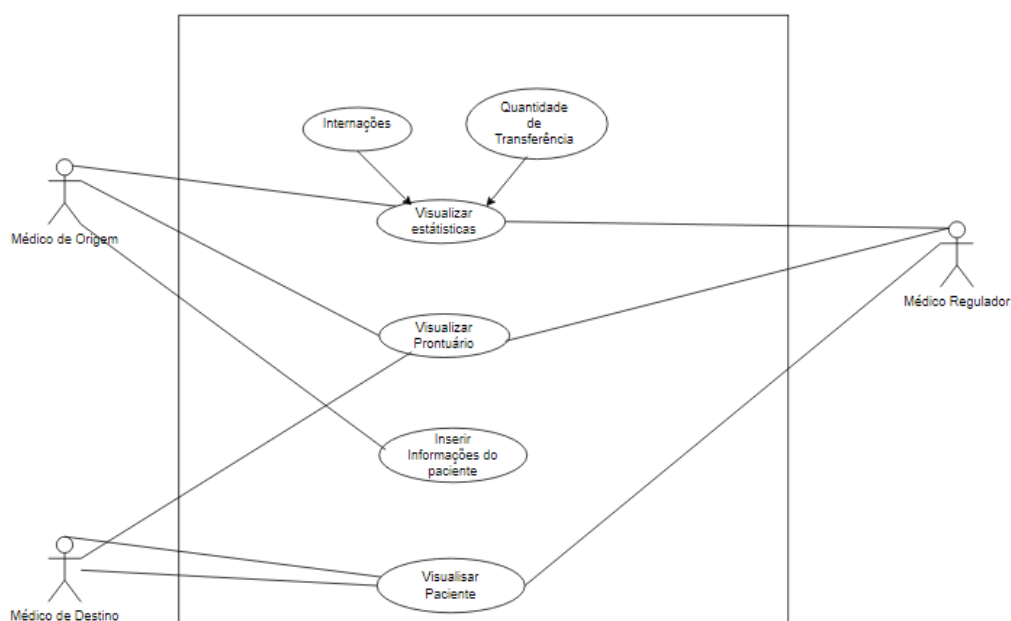 Internações
Quantidade
de
Transferência
Visualizar
estátisticas
Médico de Origem
Médico Regulador
Visualizar
Prontuário
Inserir
Informações do
paciente
Visualisar
Paciente
Médico de Destino